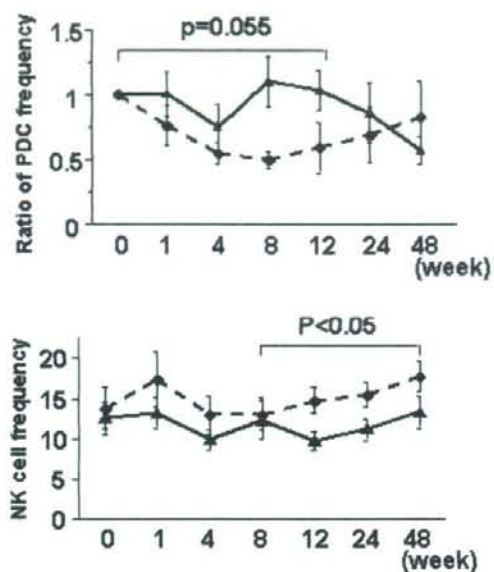 p=0.055
Ratio of PDC frequency
1.5
1
0.5
0
0 1 4 8 12 24 48
(week)
P<0.05
NK cell frequency
20
15
10
5
0
0 1 4 8 12 24 48
(week)